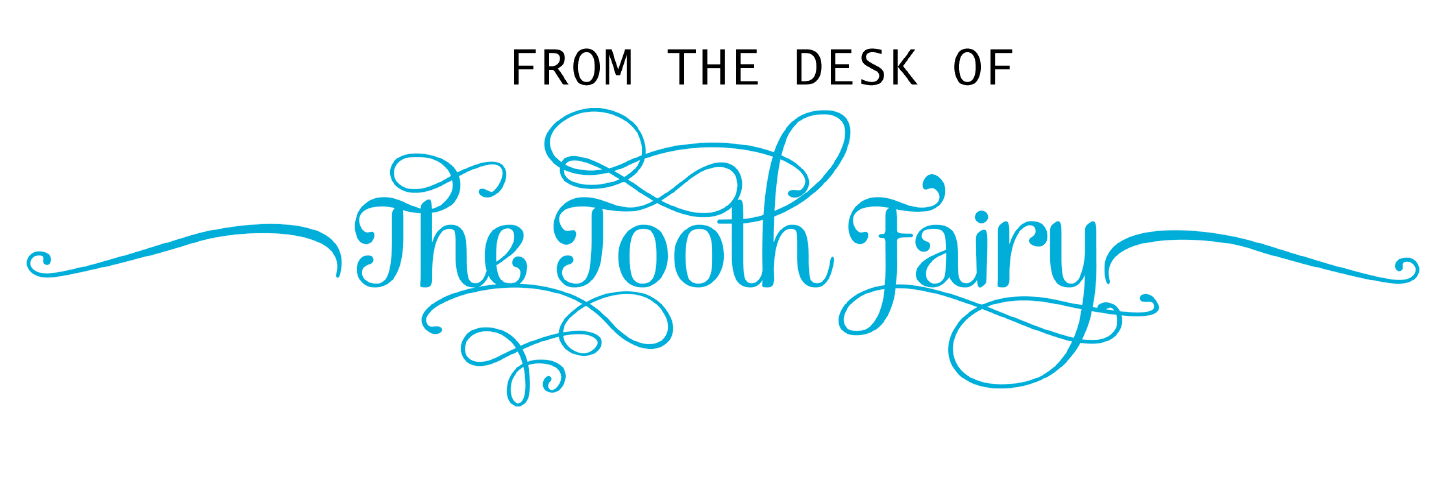 FROM THE DESK OF
The Tooth Fairy